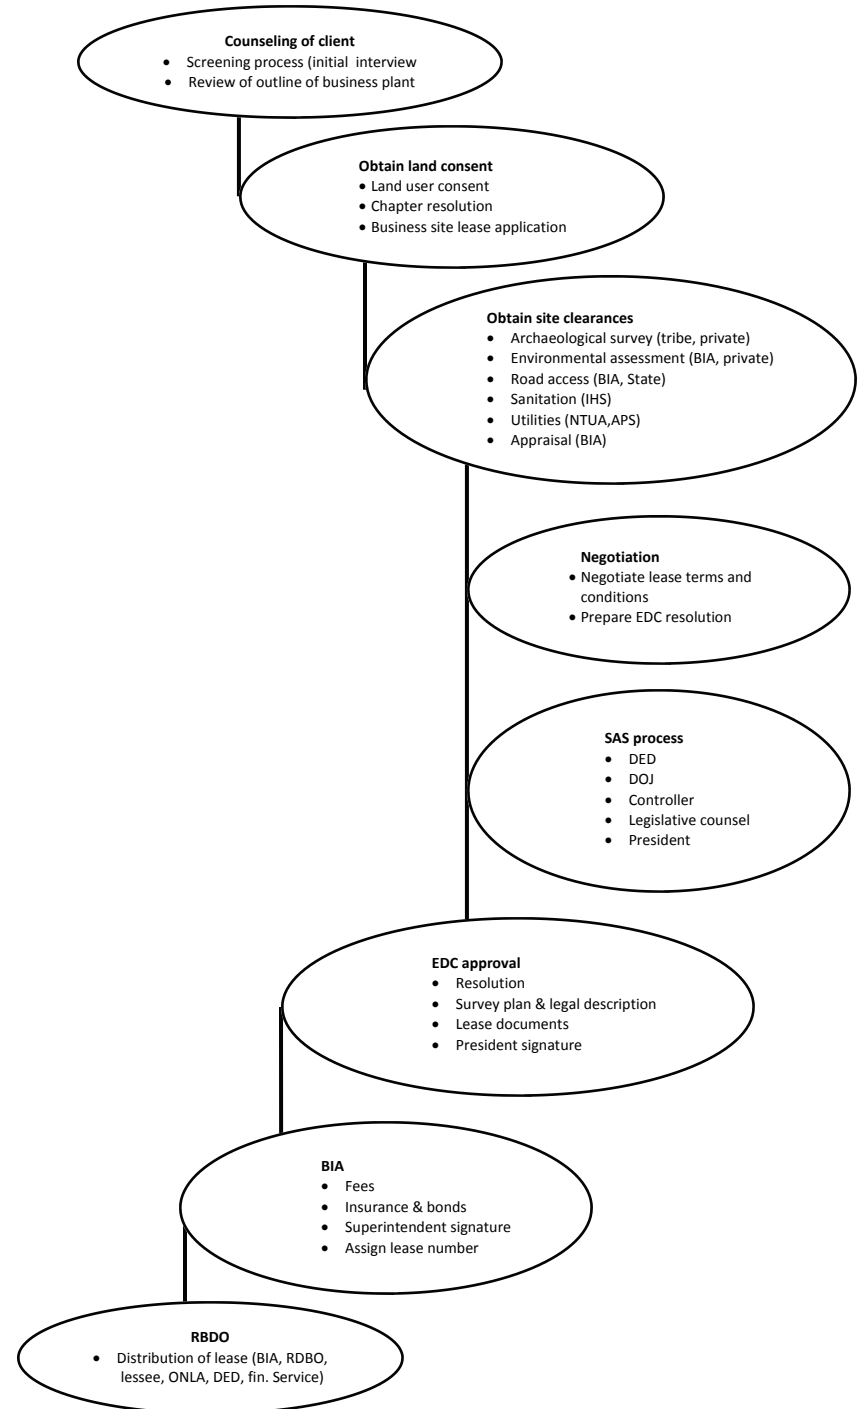 Counseling of client
• Screening process (initial interview
• Review of outline of business plant
Obtain land consent
• Land user consent
• Chapter resolution
• Business site lease application
Obtain site clearances
• Archaeological survey (tribe, private)
• Environmental assessment (BIA, private)
• Road access (BIA, State)
• Sanitation (IHS)
• Utilities (NTUA,APS)
• Appraisal (BIA)
Negotiation
• Negotiate lease terms and
conditions
• Prepare EDC resolution
SAS process
• DED
• DOJ
• Controller
• Legislative counsel
• President
EDC approval
• Resolution
• Survey plan & legal description
• Lease documents
• President signature
BIA
• Fees
• Insurance & bonds
• Superintendent signature
• Assign lease number
RBDO
• Distribution of lease (BIA, RDBO,
lessee, ONLA, DED, fin. Service)